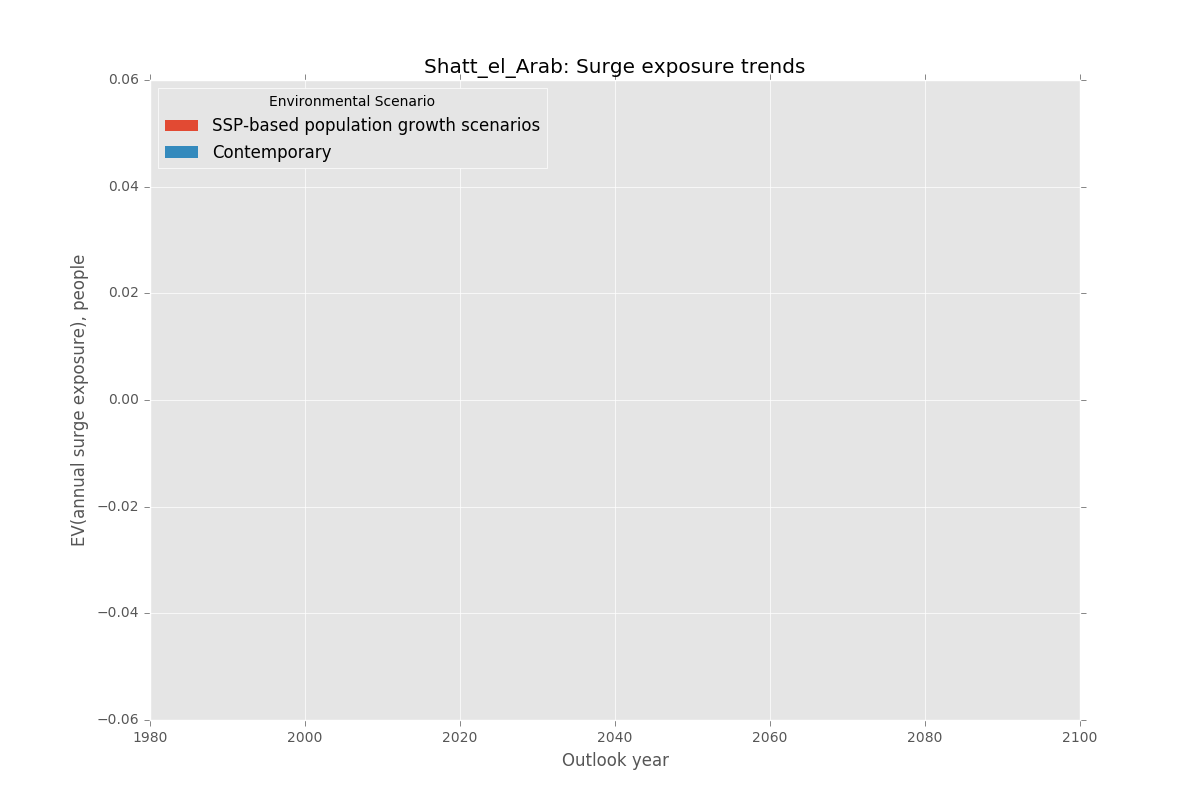 Shatt_el_Arab: Surge exposure trends
Environmental Scenario
SSP-based population growth scenarios
Contemporary
EV(annual surge exposure), people
0.06
0.04
0.02
0.00
−0.02
−0.04
−0.06
1980 2000 2020 2040 2060 2080 2100
Outlook year